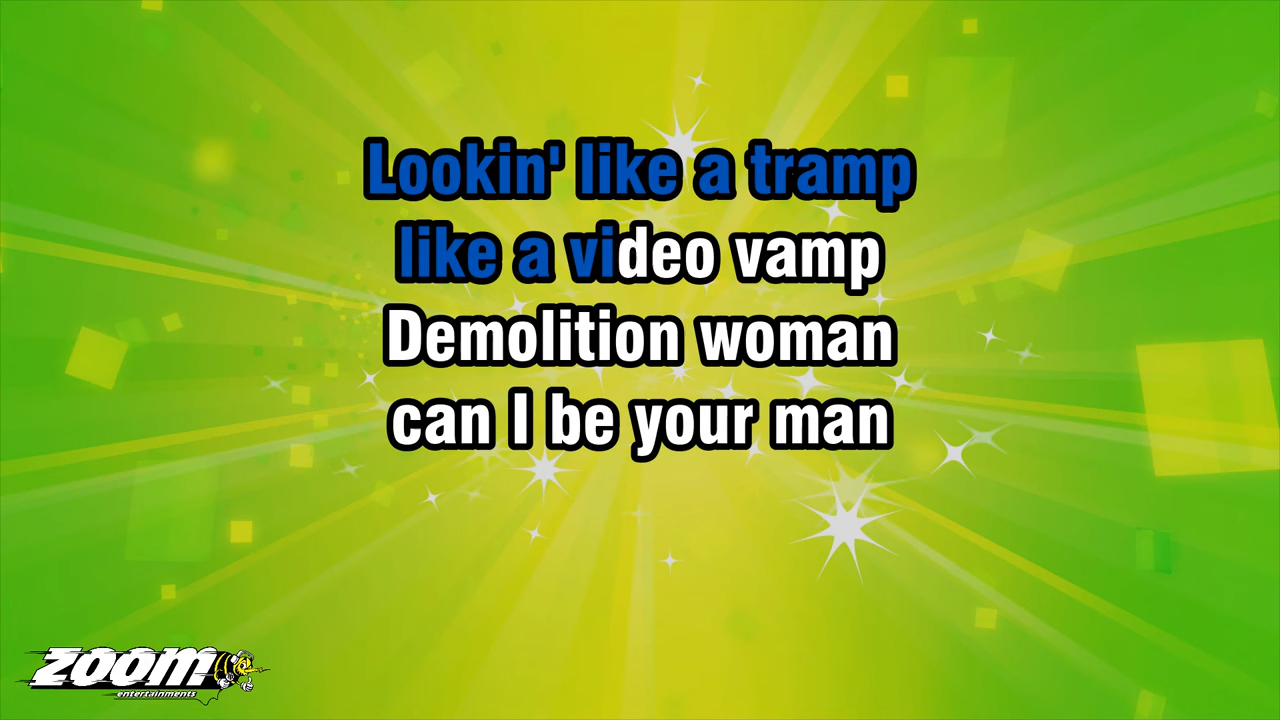 Lookin' like a tramp
like a video vamp
Demolition woman
can I be your man
zoom
entertainments